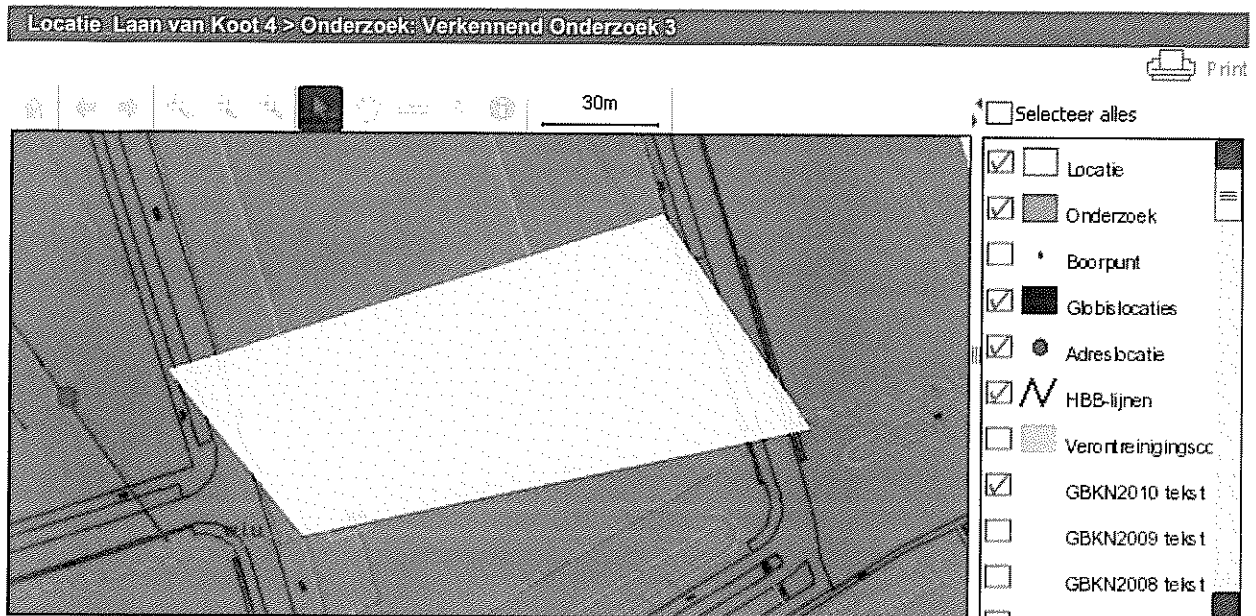 Locatie Laan van Koot 4 > Onderzoek: Verkennend Onderzoek 3
Print
30m
Selecteer alles
Locatie
Onderzoek
Boorpunt
Globislocaties
Adreslocatie
HBB-lijnen
Verontreinigingscc
GBKN2010 tekst
GBKN2009 tekst
GBKN2008 tekst